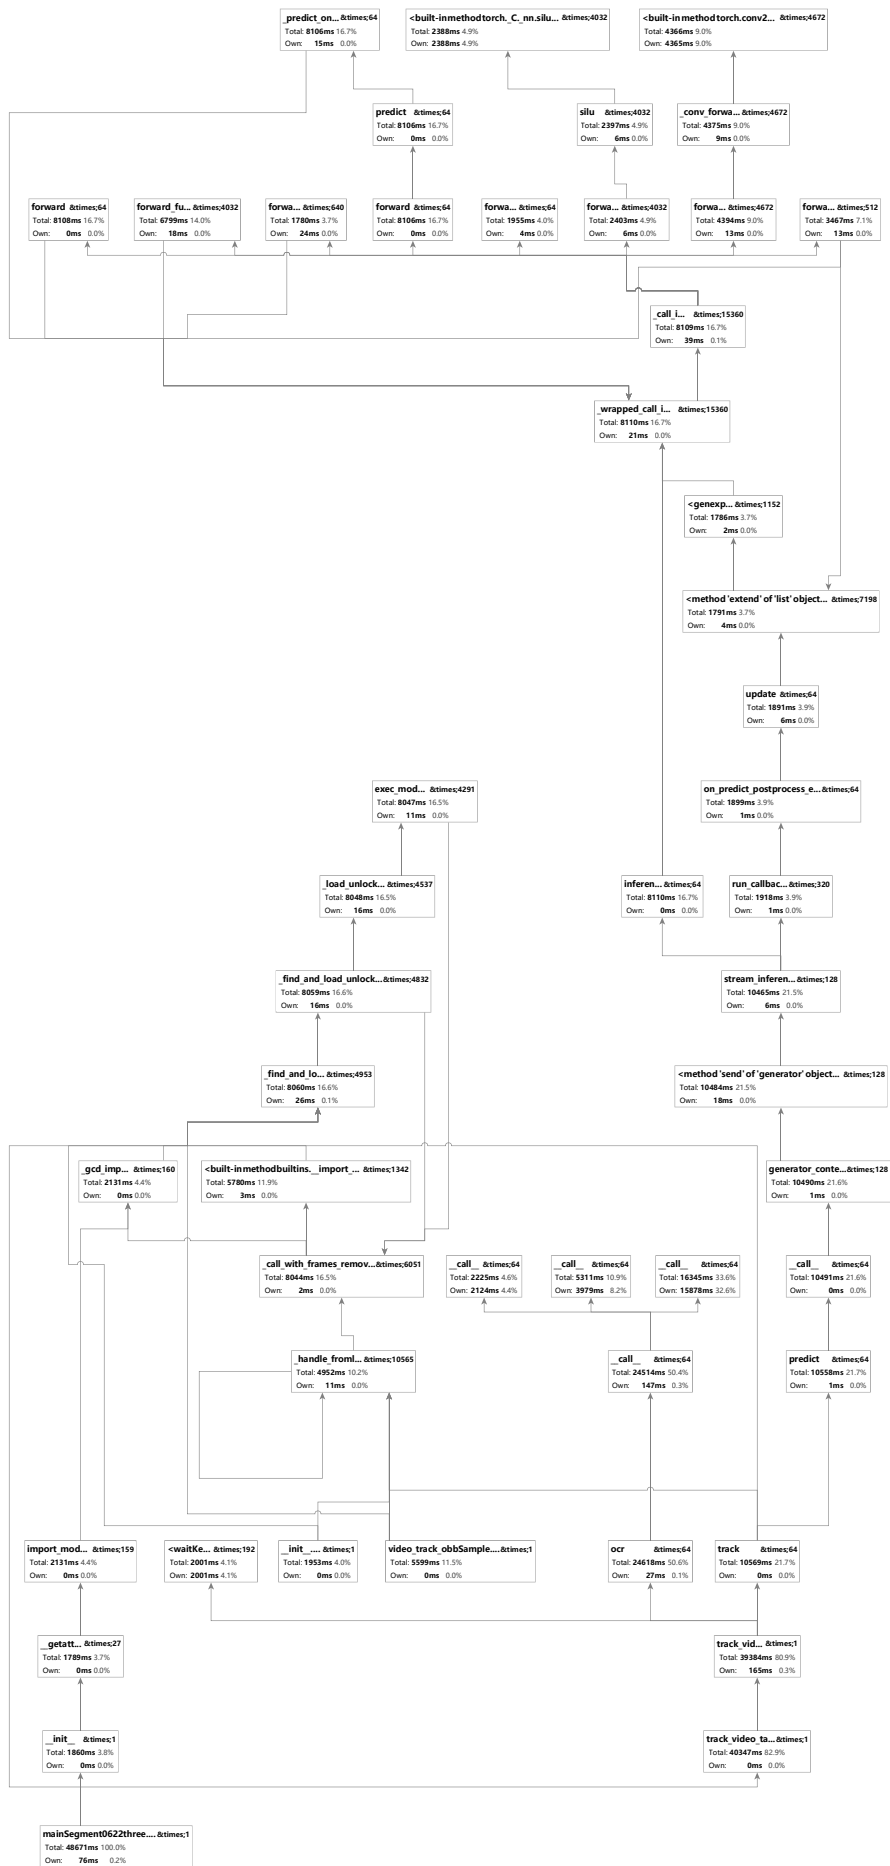 _predict_on... &times;64
Total: 8106ms 16.7%
Own: 15ms 0.0%
<built-in method torch._C._nn.silu... &times;4032
Total: 2388ms 4.9%
Own: 2388ms 4.9%
<built-in method torch.conv2... &times;4672
Total: 4366ms 9.0%
Own: 4365ms 9.0%
predict &times;64
Total: 8106ms 16.7%
Own: 0ms 0.0%
silu &times;4032
Total: 2397ms 4.9%
Own: 6ms 0.0%
_conv_forwa... &times;4672
Total: 4375ms 9.0%
Own: 9ms 0.0%
forward &times;64
Total: 8108ms 16.7%
Own: 0ms 0.0%
forward_fu... &times;4032
Total: 6799ms 14.0%
Own: 18ms 0.0%
forwa... &times;640
Total: 1780ms 3.7%
Own: 24ms 0.0%
forward &times;64
Total: 8106ms 16.7%
Own: 0ms 0.0%
forwa... &times;64
Total: 1955ms 4.0%
Own: 4ms 0.0%
forwa... &times;4032
Total: 2403ms 4.9%
Own: 6ms 0.0%
forwa... &times;4672
Total: 4394ms 9.0%
Own: 13ms 0.0%
forwa... &times;512
Total: 3467ms 7.1%
Own: 13ms 0.0%
_call_i... &times;15360
Total: 8109ms 16.7%
Own: 39ms 0.1%
_wrapped_call_i... &times;15360
Total: 8110ms 16.7%
Own: 21ms 0.0%
<genexp... &times;1152
Total: 1786ms 3.7%
Own: 2ms 0.0%
<method 'extend' of 'list' object... &times;7198
Total: 1791ms 3.7%
Own: 4ms 0.0%
update &times;64
Total: 1891ms 3.9%
Own: 6ms 0.0%
exec_mod... &times;4291
Total: 8047ms 16.5%
Own: 11ms 0.0%
on_predict_postprocess_e... &times;64
Total: 1899ms 3.9%
Own: 1ms 0.0%
_load_unlock... &times;4537
Total: 8048ms 16.5%
Own: 16ms 0.0%
inferen... &times;64
Total: 8110ms 16.7%
Own: 0ms 0.0%
run_callbac... &times;320
Total: 1918ms 3.9%
Own: 1ms 0.0%
_find_and_load_unlock... &times;4832
Total: 8059ms 16.6%
Own: 16ms 0.0%
stream_inferen... &times;128
Total: 10465ms 21.5%
Own: 6ms 0.0%
_find_and_lo... &times;4953
Total: 8060ms 16.6%
Own: 26ms 0.1%
<method 'send' of 'generator' object... &times;128
Total: 10484ms 21.5%
Own: 18ms 0.0%
_gcd_imp... &times;160
Total: 2131ms 4.4%
Own: 0ms 0.0%
<built-in method builtins.__import_... &times;1342
Total: 5780ms 11.9%
Own: 3ms 0.0%
generator_conte... &times;128
Total: 10490ms 21.6%
Own: 1ms 0.0%
_call_with_frames_remov... &times;6051
Total: 8044ms 16.5%
Own: 2ms 0.0%
__call__ &times;64
Total: 2225ms 4.6%
Own: 2124ms 4.4%
__call__ &times;64
Total: 5311ms 10.9%
Own: 3979ms 8.2%
__call__ &times;64
Total: 16345ms 33.6%
Own: 15878ms 32.6%
__call__ &times;64
Total: 10491ms 21.6%
Own: 0ms 0.0%
_handle_froml... &times;10565
Total: 4952ms 10.2%
Own: 11ms 0.0%
__call__ &times;64
Total: 24514ms 50.4%
Own: 147ms 0.3%
predict &times;64
Total: 10558ms 21.7%
Own: 1ms 0.0%
import_mod... &times;159
Total: 2131ms 4.4%
Own: 0ms 0.0%
<waitKe... &times;192
Total: 2001ms 4.1%
Own: 2001ms 4.1%
__init__.... &times;1
Total: 1953ms 4.0%
Own: 0ms 0.0%
video_track_obbSample.... &times;1
Total: 5599ms 11.5%
Own: 0ms 0.0%
ocr &times;64
Total: 24618ms 50.6%
Own: 27ms 0.1%
track &times;64
Total: 10569ms 21.7%
Own: 0ms 0.0%
__getatt... &times;27
Total: 1789ms 3.7%
Own: 0ms 0.0%
track_vid... &times;1
Total: 39384ms 80.9%
Own: 165ms 0.3%
__init__ &times;1
Total: 1860ms 3.8%
Own: 0ms 0.0%
track_video_ta... &times;1
Total: 40347ms 82.9%
Own: 0ms 0.0%
mainSegment0622three.... &times;1
Total: 48671ms 100.0%
Own: 76ms 0.2%